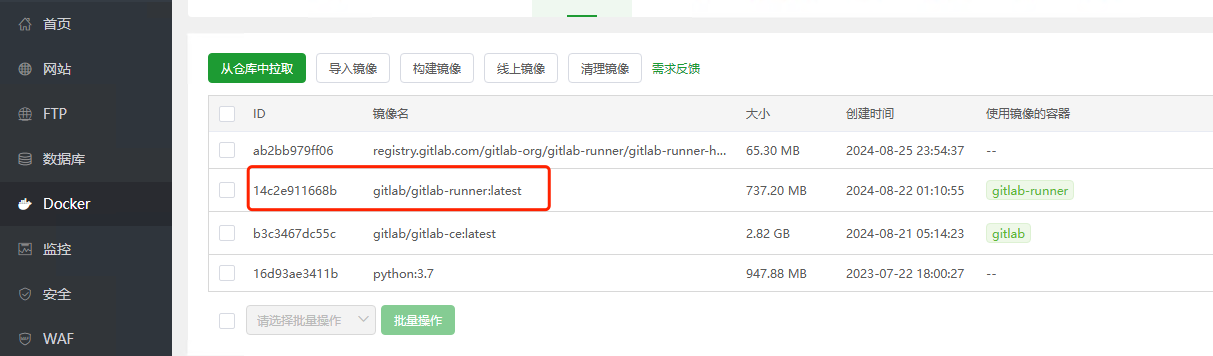 首页
网站
FTP
数据库
Docker
监控
安全
WAF
从仓库中拉取 导入镜像 构建镜像 线上镜像 清理镜像 需求反馈
ID 镜像名 大小 创建时间 使用镜像的容器
ab2bb979ff06 registry.gitlab.com/gitlab-org/gitlab-runner/gitlab-runner-h... 65.30 MB 2024-08-25 23:54:37 --
14c2e911668b gitlab/gitlab-runner:latest 737.20 MB 2024-08-22 01:10:55 gitlab-runner
b3c3467dc55c gitlab/gitlab-ce:latest 2.82 GB 2024-08-21 05:14:23 gitlab
16d93ae3411b python:3.7 947.88 MB 2023-07-22 18:00:27 --
请选择批量操作 批量操作